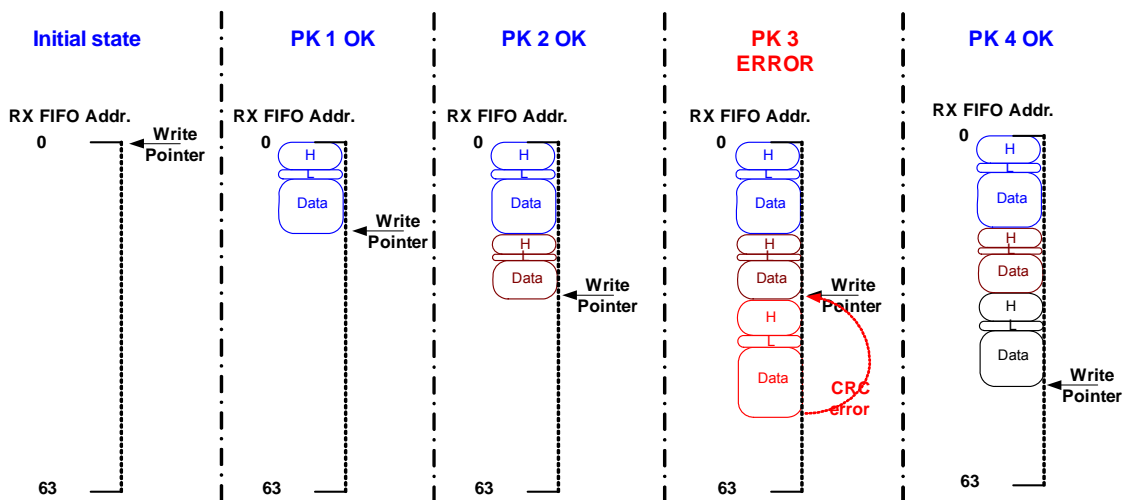 Initial state
RX FIFO Addr.
0
Write
Pointer
63
PK 1 OK
RX FIFO Addr.
0
H
L
Data
Write
Pointer
63
PK 2 OK
RX FIFO Addr.
0
H
L
Data
H
L
Data
Write
Pointer
63
PK 3
ERROR
RX FIFO Addr.
0
H
L
Data
H
L
Data
Write
Pointer
H
L
Data
CRC
error
63
PK 4 OK
RX FIFO Addr.
0
H
L
Data
H
L
Data
H
L
Data
Write
Pointer
63